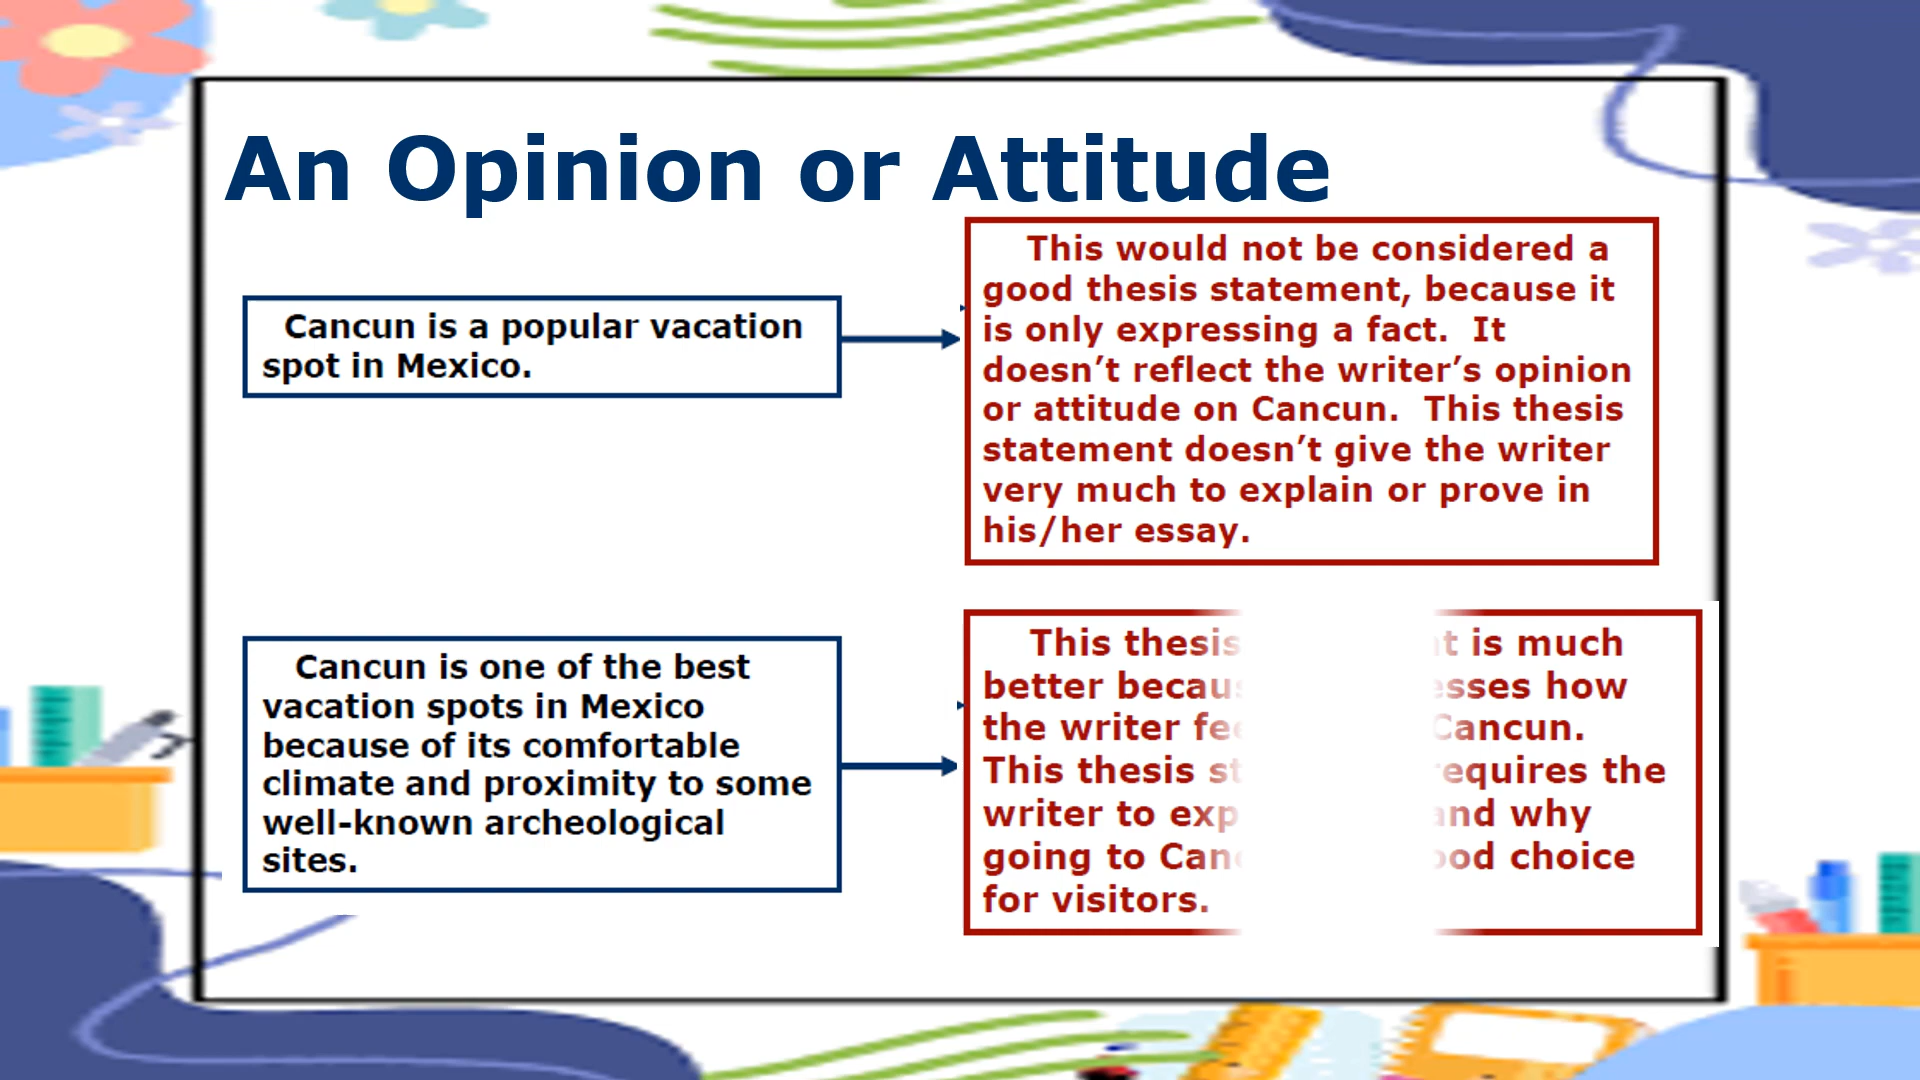 An Opinion or Attitude
Cancun is a popular vacation
spot in Mexico.
This would not be considered a
good thesis statement, because it
is only expressing a fact.  It
doesn’t reflect the writer’s opinion
or attitude on Cancun.  This thesis
statement doesn’t give the writer
very much to explain or prove in
his/her essay.
Cancun is one of the best
vacation spots in Mexico
because of its comfortable
climate and proximity to some
well-known archeological
sites.
This thesis is much
better how
the writer Cancun.
This thesis the
writer to why
going to choice
for visitors.